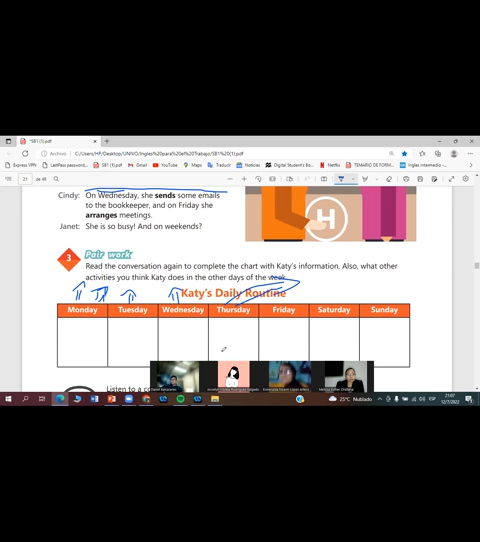 *SB1 (1).pdf
Archivo | C:/Users/HP/Desktop/UNIVO/Ingles%20para%20el%20Trabajo/SB1%20(1).pdf
Express VPN LastPass password... SB1 (1).pdf Gmail YouTube Maps Traducir Noticias Digital Student's Bo... Netflix TEMARIO DE FORM... Inglés Intermedio -...
21 de 48
Cindy: On Wednesday, she sends some emails
to the bookkeeper, and on Friday she
arranges meetings.
Janet: She is so busy! And on weekends?
H
3 Pair work
Read the conversation again to complete the chart with Katy's information. Also, what other
activities you think Katy does in the other days of the week.
Katy's Daily Routine
Monday Tuesday Wednesday Thursday Friday Saturday Sunday
Listen to a
25°C Nublado ESP 21:07
12/7/2022